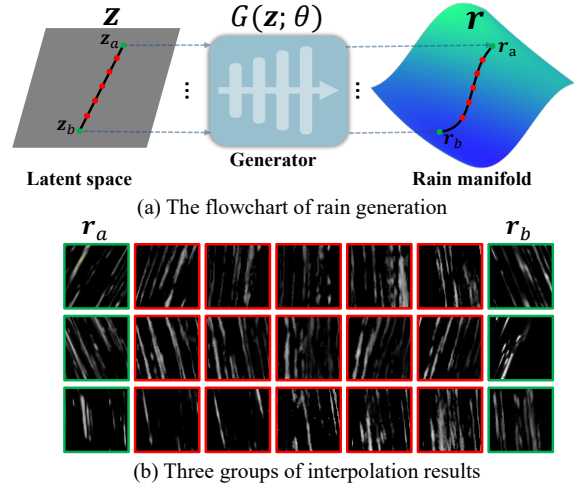 z G(z; θ) r
z_a r_a
⋮ ⋮
z_b r_b
Generator
Latent space Rain manifold
(a) The flowchart of rain generation
r_a r_b
(b) Three groups of interpolation results